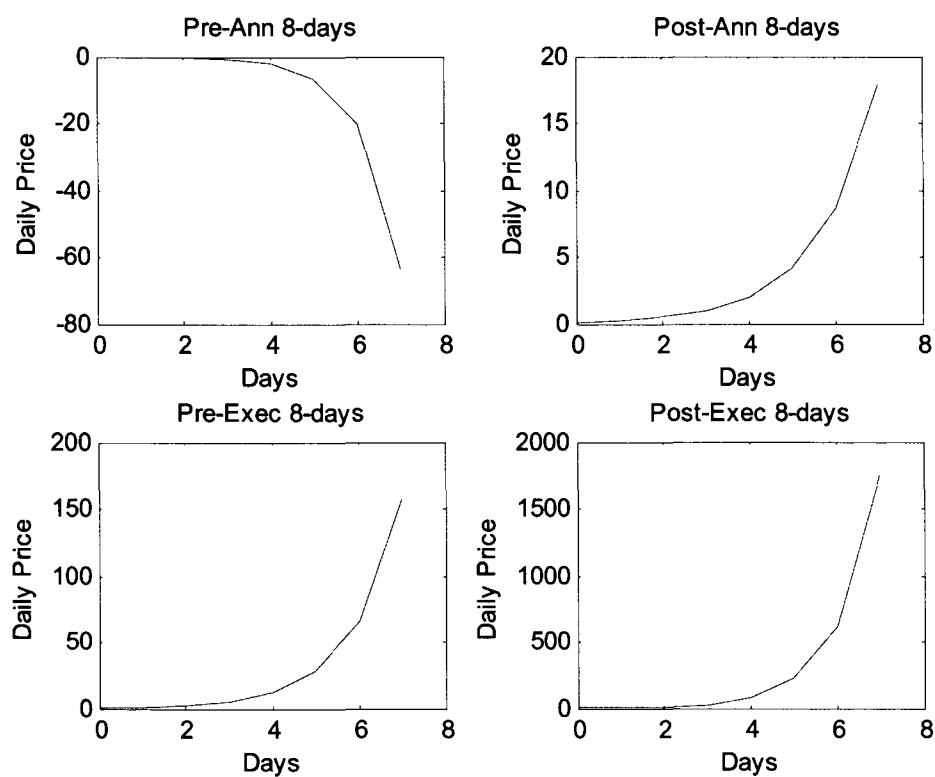 Pre-Ann 8-days
0
-20
-40
-60
-80
Daily Price
0 2 4 6 8
Days
Post-Ann 8-days
20
15
10
5
0
Daily Price
0 2 4 6 8
Days
Pre-Exec 8-days
200
150
100
50
0
Daily Price
0 2 4 6 8
Days
Post-Exec 8-days
2000
1500
1000
500
0
Daily Price
0 2 4 6 8
Days